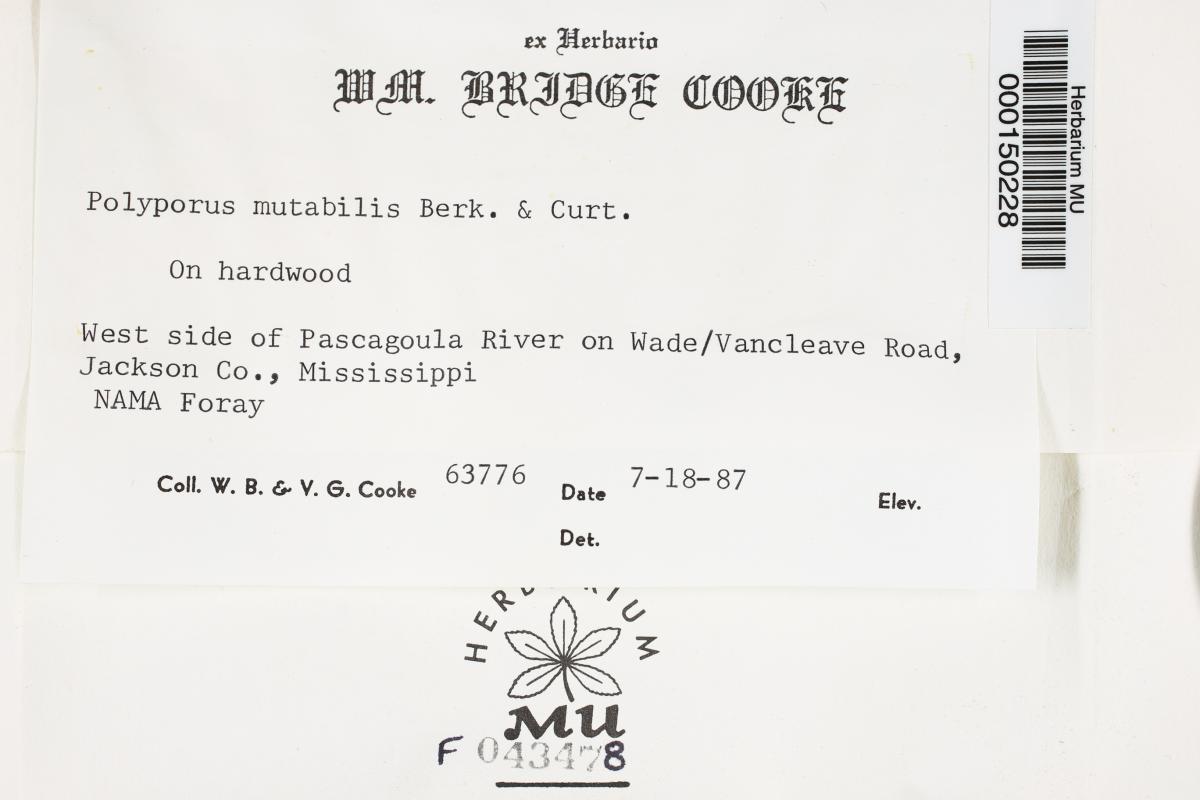 ex Herbario
WM. BRIDGE COOKE
Polyporus mutabilis Berk. & Curt.
On hardwood
West side of Pascagoula River on Wade/Vancleave Road,
Jackson Co., Mississippi
NAMA Foray
Coll. W. B. & V. G. Cooke 63776 Date 7-18-87 Elev.
Det.
Herbarium MU
000150228
HERBARIUM
MU
F 043478